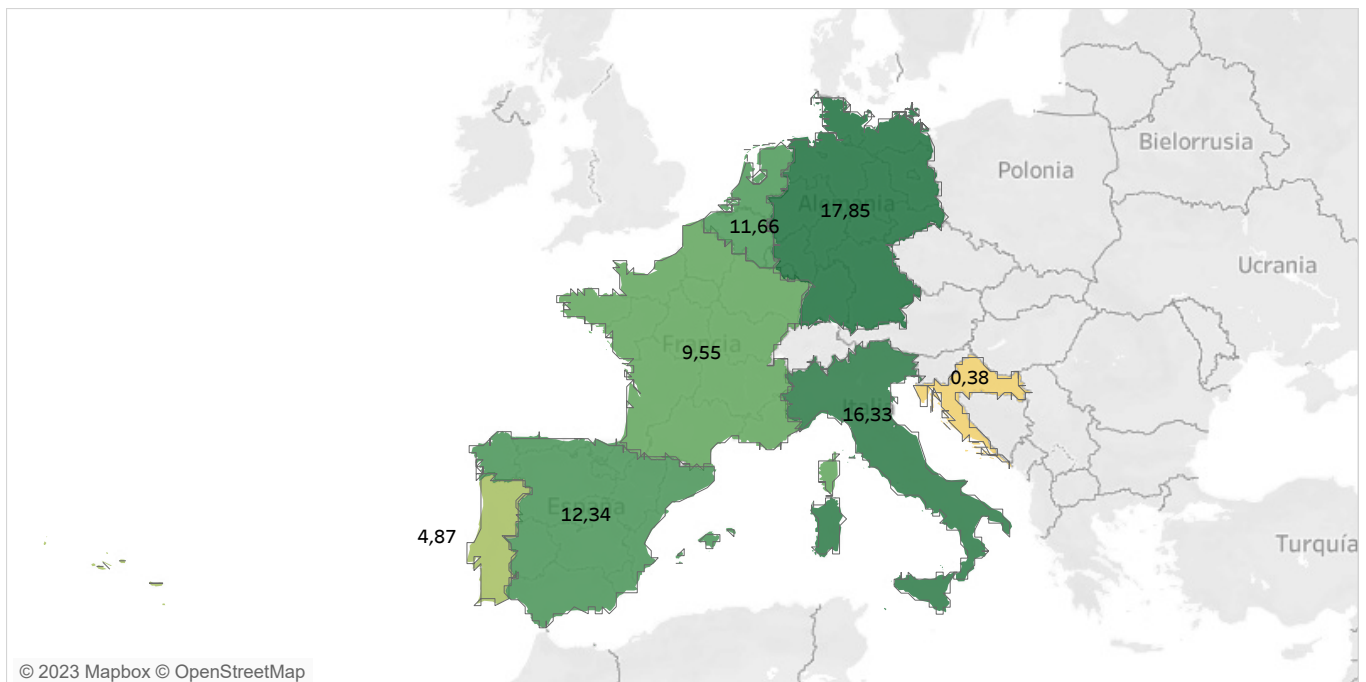 Bielorrusia
Polonia
Alemania
17,85
11,66
Ucrania
Francia
9,55
0,38
Italia
16,33
España
12,34
4,87
Turquía
© 2023 Mapbox © OpenStreetMap